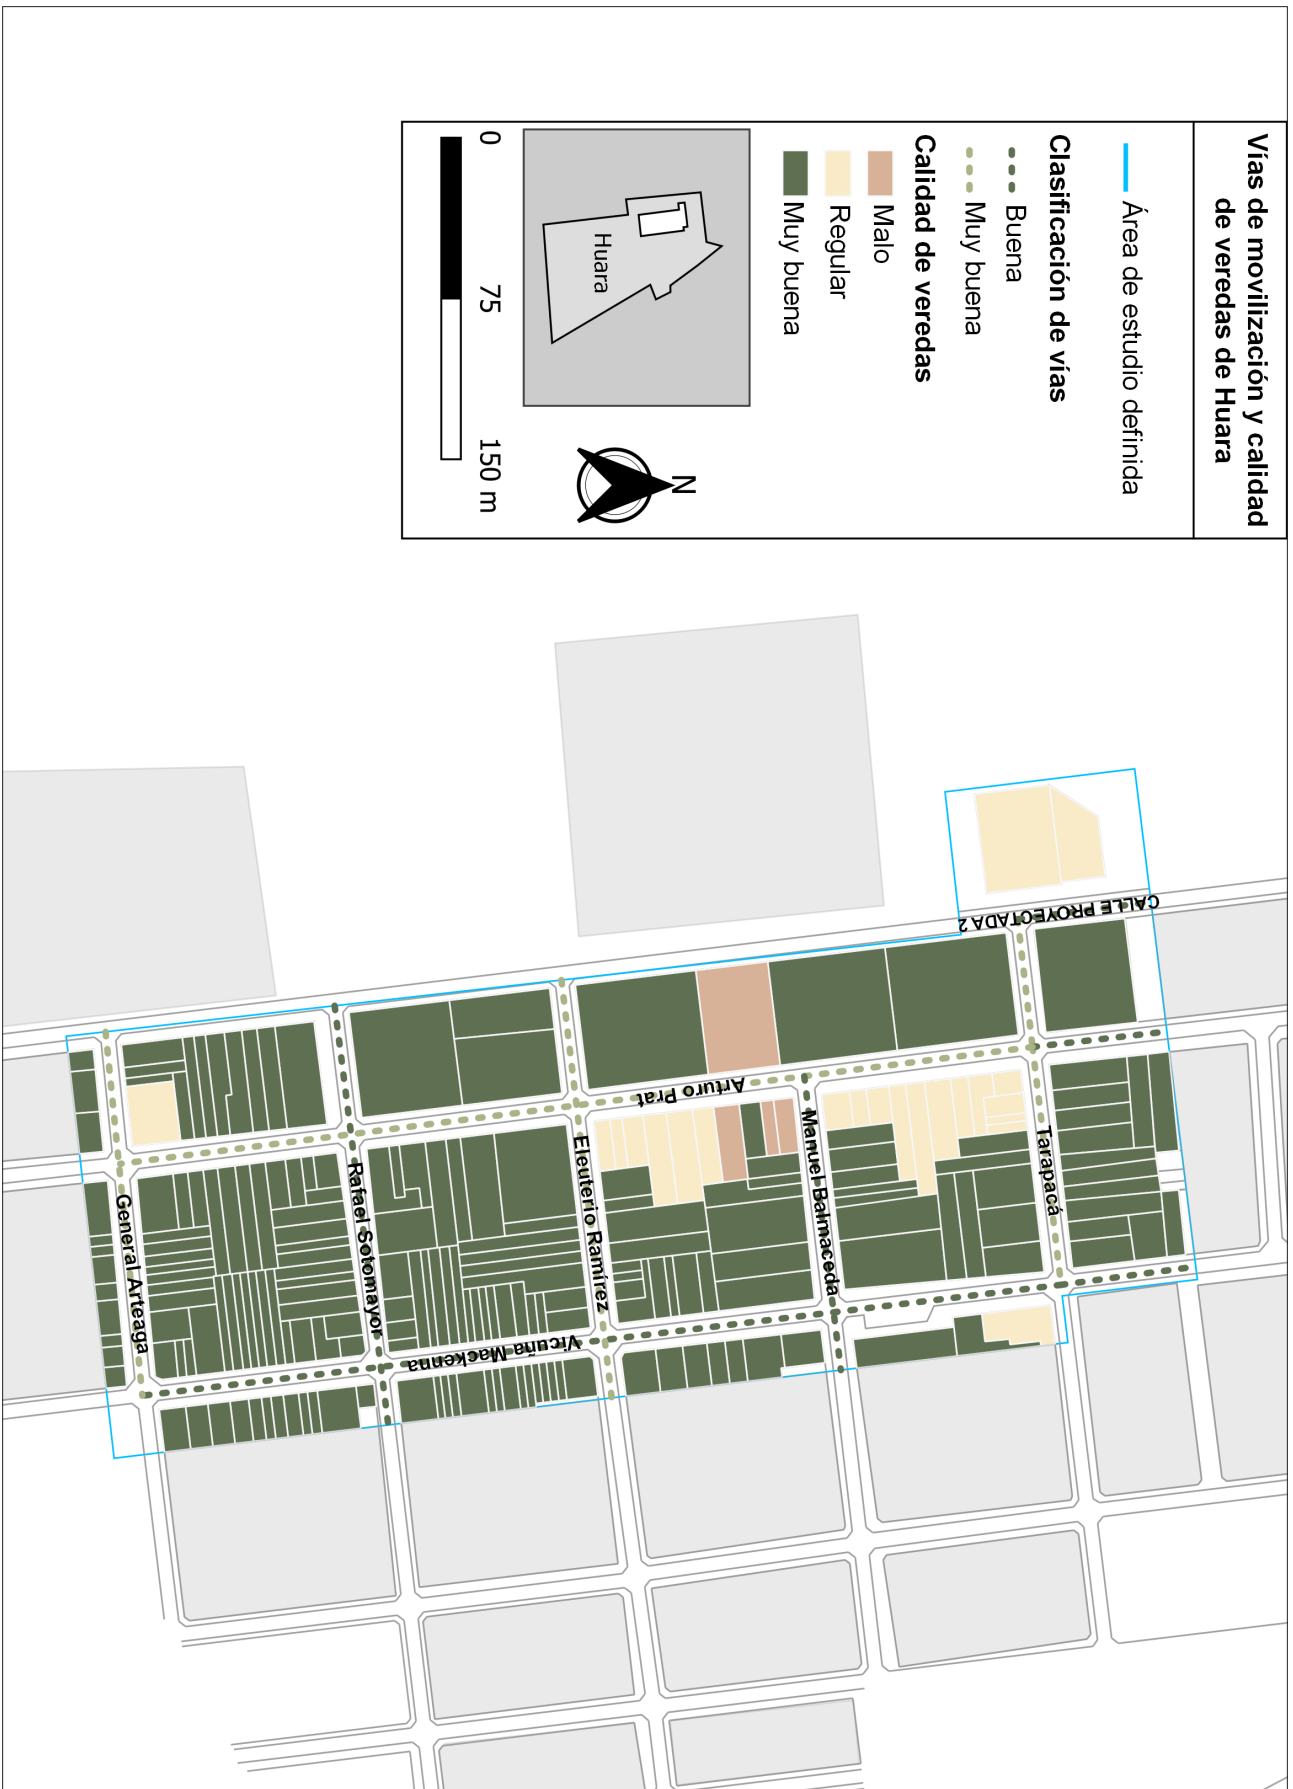 Vías de movilización y calidad
de veredas de Huara
Área de estudio definida
Clasificación de vías
Buena
Muy buena
Calidad de veredas
Malo
Regular
Muy buena
Huara
N
0
75
150 m
CALLE PROYECTADA 2
Arturo Prat
Tarapacá
Manuel Balmaceda
Eleuterio Ramírez
Rafael Sotomayor
General Arteaga
Vicuña Mackenna